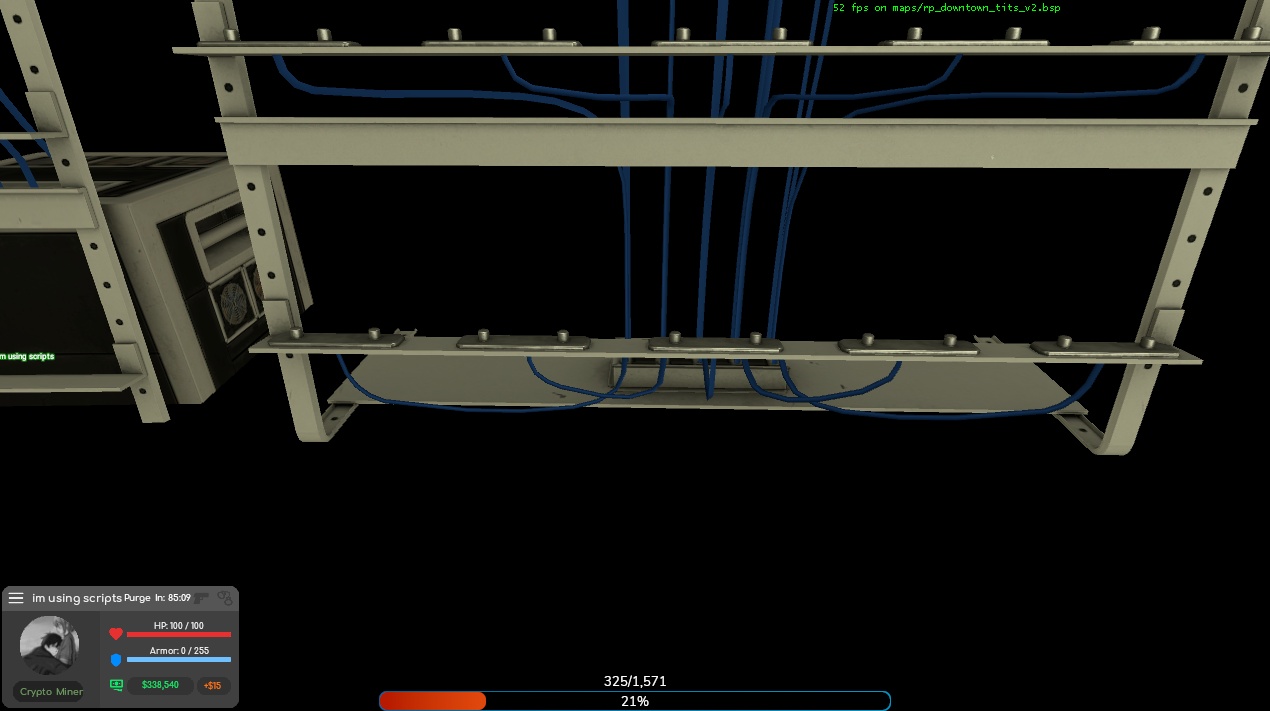 52 fps on maps/rp_downtown_tits_v2.bsp
m using scripts
im using scripts Purge In: 85:09
HP: 100 / 100
Armor: 0 / 255
Crypto Miner
$338,540
+$15
325/1,571
21%